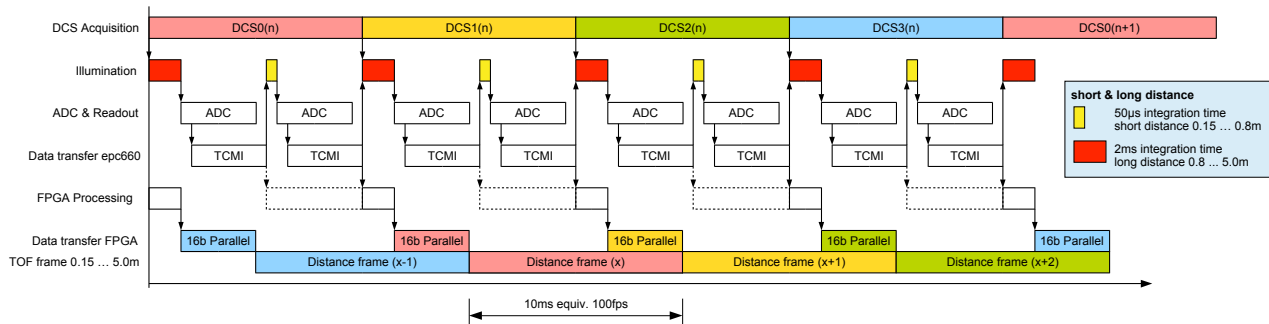 DCS Acquisition DCS0(n) DCS1(n) DCS2(n) DCS3(n) DCS0(n+1)
Illumination
short & long distance
50µs integration time
short distance 0.15 … 0.8m
2ms integration time
long distance 0.8 ... 5.0m
ADC & Readout ADC ADC ADC ADC ADC ADC ADC ADC
Data transfer epc660 TCMI TCMI TCMI TCMI TCMI TCMI TCMI TCMI
FPGA Processing
Data transfer FPGA 16b Parallel 16b Parallel 16b Parallel 16b Parallel 16b Parallel
TOF frame 0.15 … 5.0m Distance frame (x-1) Distance frame (x) Distance frame (x+1) Distance frame (x+2)
10ms equiv. 100fps